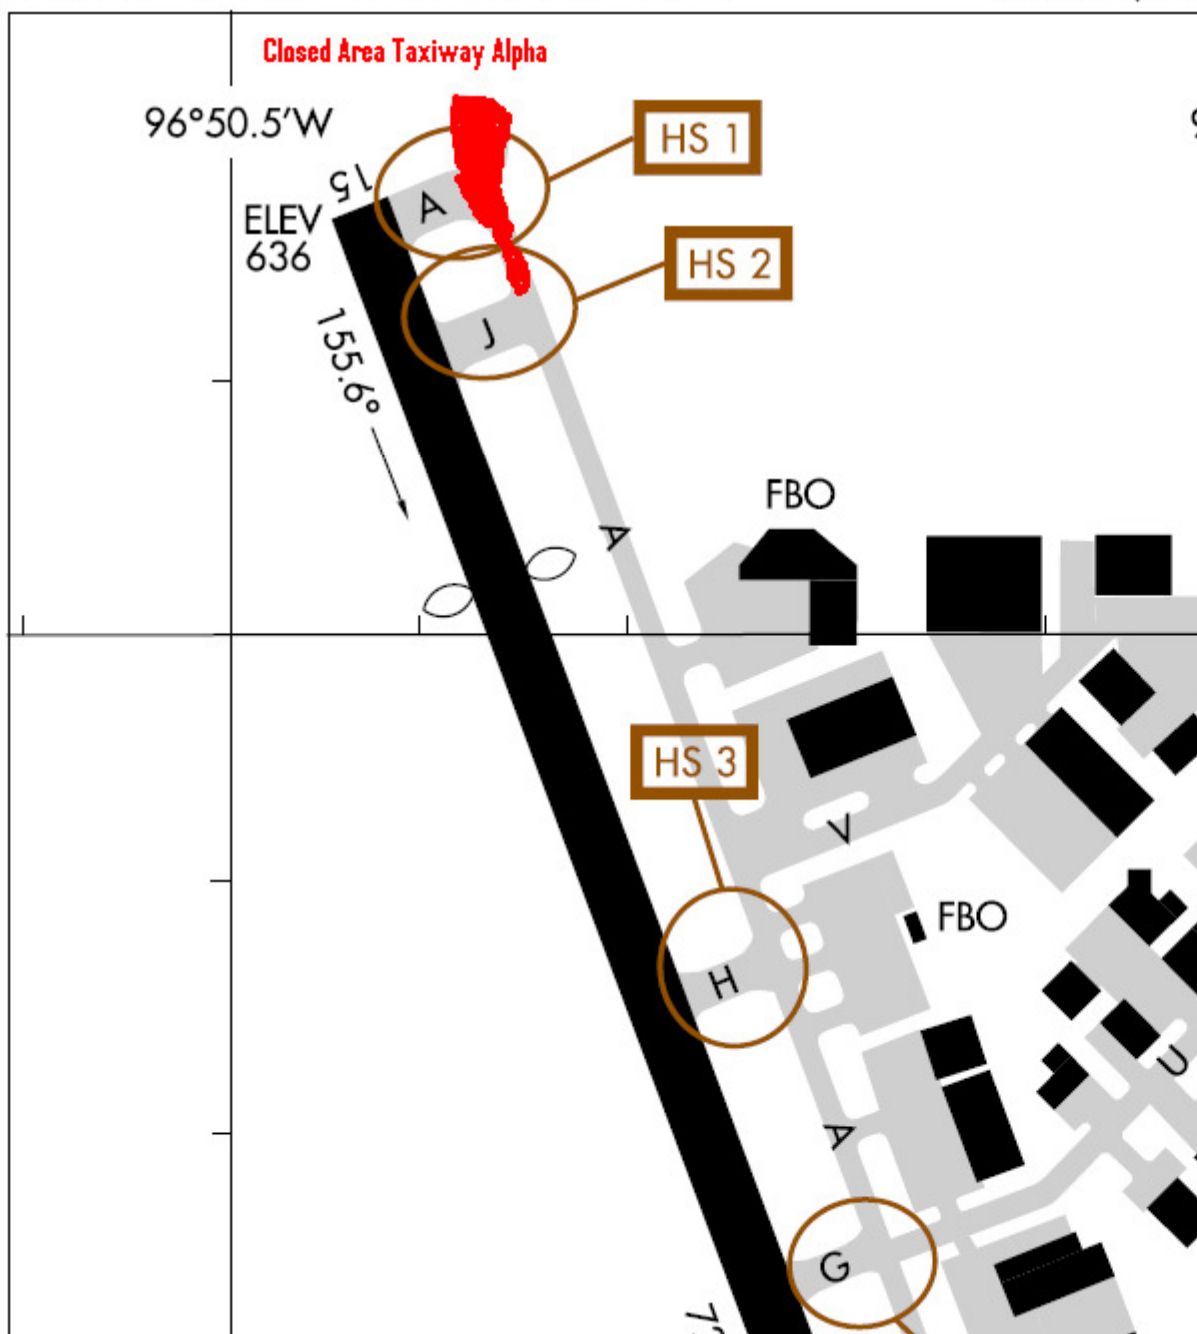 Closed Area Taxiway Alpha
96°50.5'W
HS 1
15
A
ELEV
636
HS 2
J
155.6°
A
FBO
HS 3
V
FBO
H
U
A
G